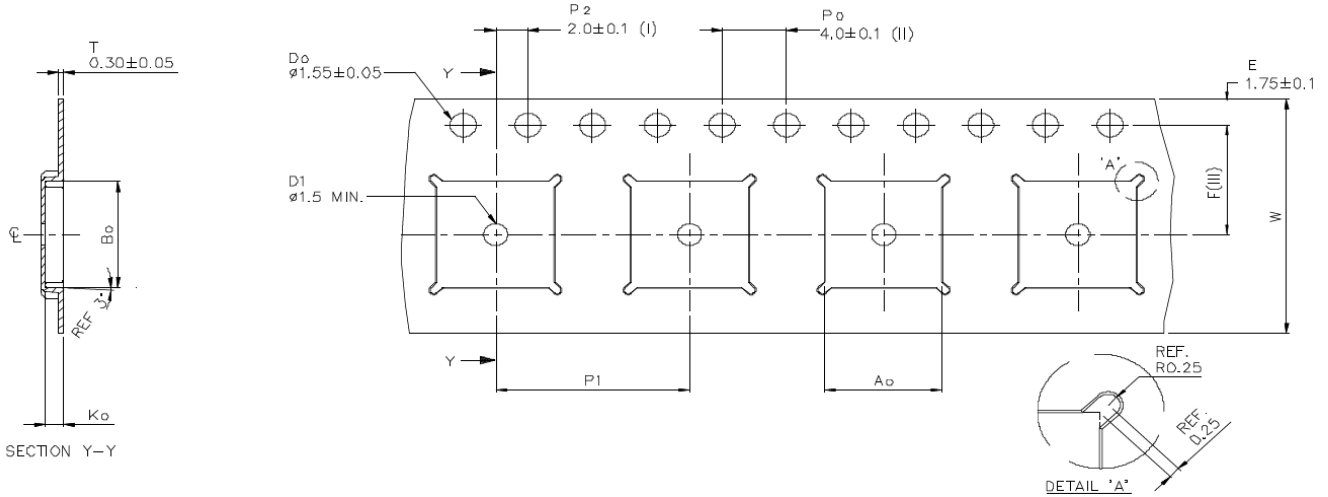 T
0.30±0.05
℄
Bo
REF 3°
Ko
SECTION Y-Y
P2
2.0±0.1 (I)
Po
4.0±0.1 (II)
Do
ø1.55±0.05
Y
E
1.75±0.1
D1
ø1.5 MIN.
"A"
F(III)
W
Y
P1
Ao
REF.
R0.25
REF.
0.25
DETAIL "A"